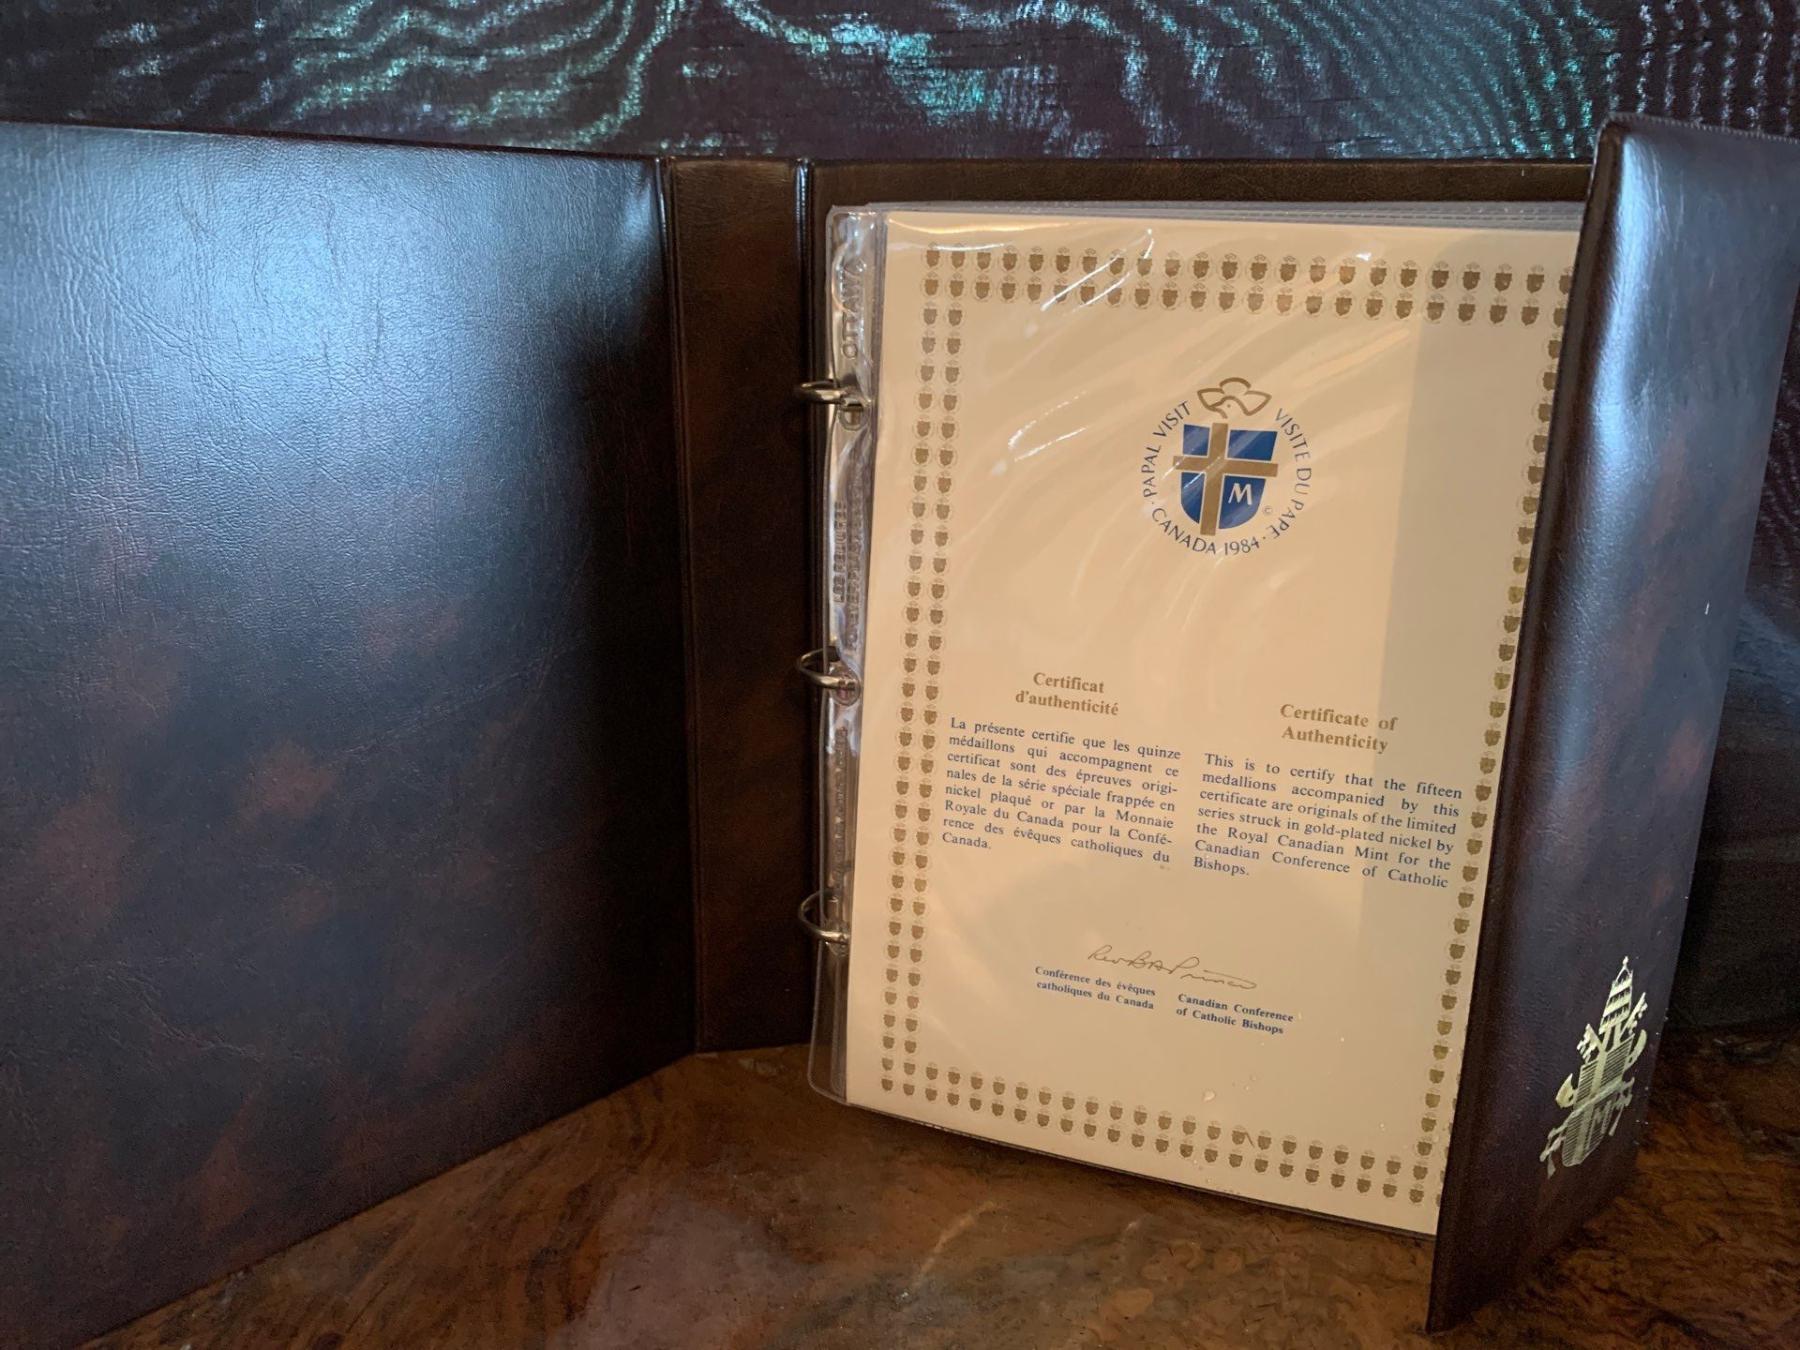 OTTAWA
· PAPAL VISIT
VISITE DU PAPE ·
CANADA 1984
M
©
Certificat
d'authenticité
La présente certifie que les quinze
médaillons qui accompagnent ce
certificat sont des épreuves origi-
nales de la série spéciale frappée en
nickel plaqué or par la Monnaie
Royale du Canada pour la Confé-
rence des évêques catholiques du
Canada.
Certificate of
Authenticity
This is to certify that the fifteen
medallions accompanied by this
certificate are originals of the limited
series struck in gold-plated nickel by
the Royal Canadian Mint for the
Canadian Conference of Catholic
Bishops.
Conférence des évêques
catholiques du Canada
Canadian Conference
of Catholic Bishops
M